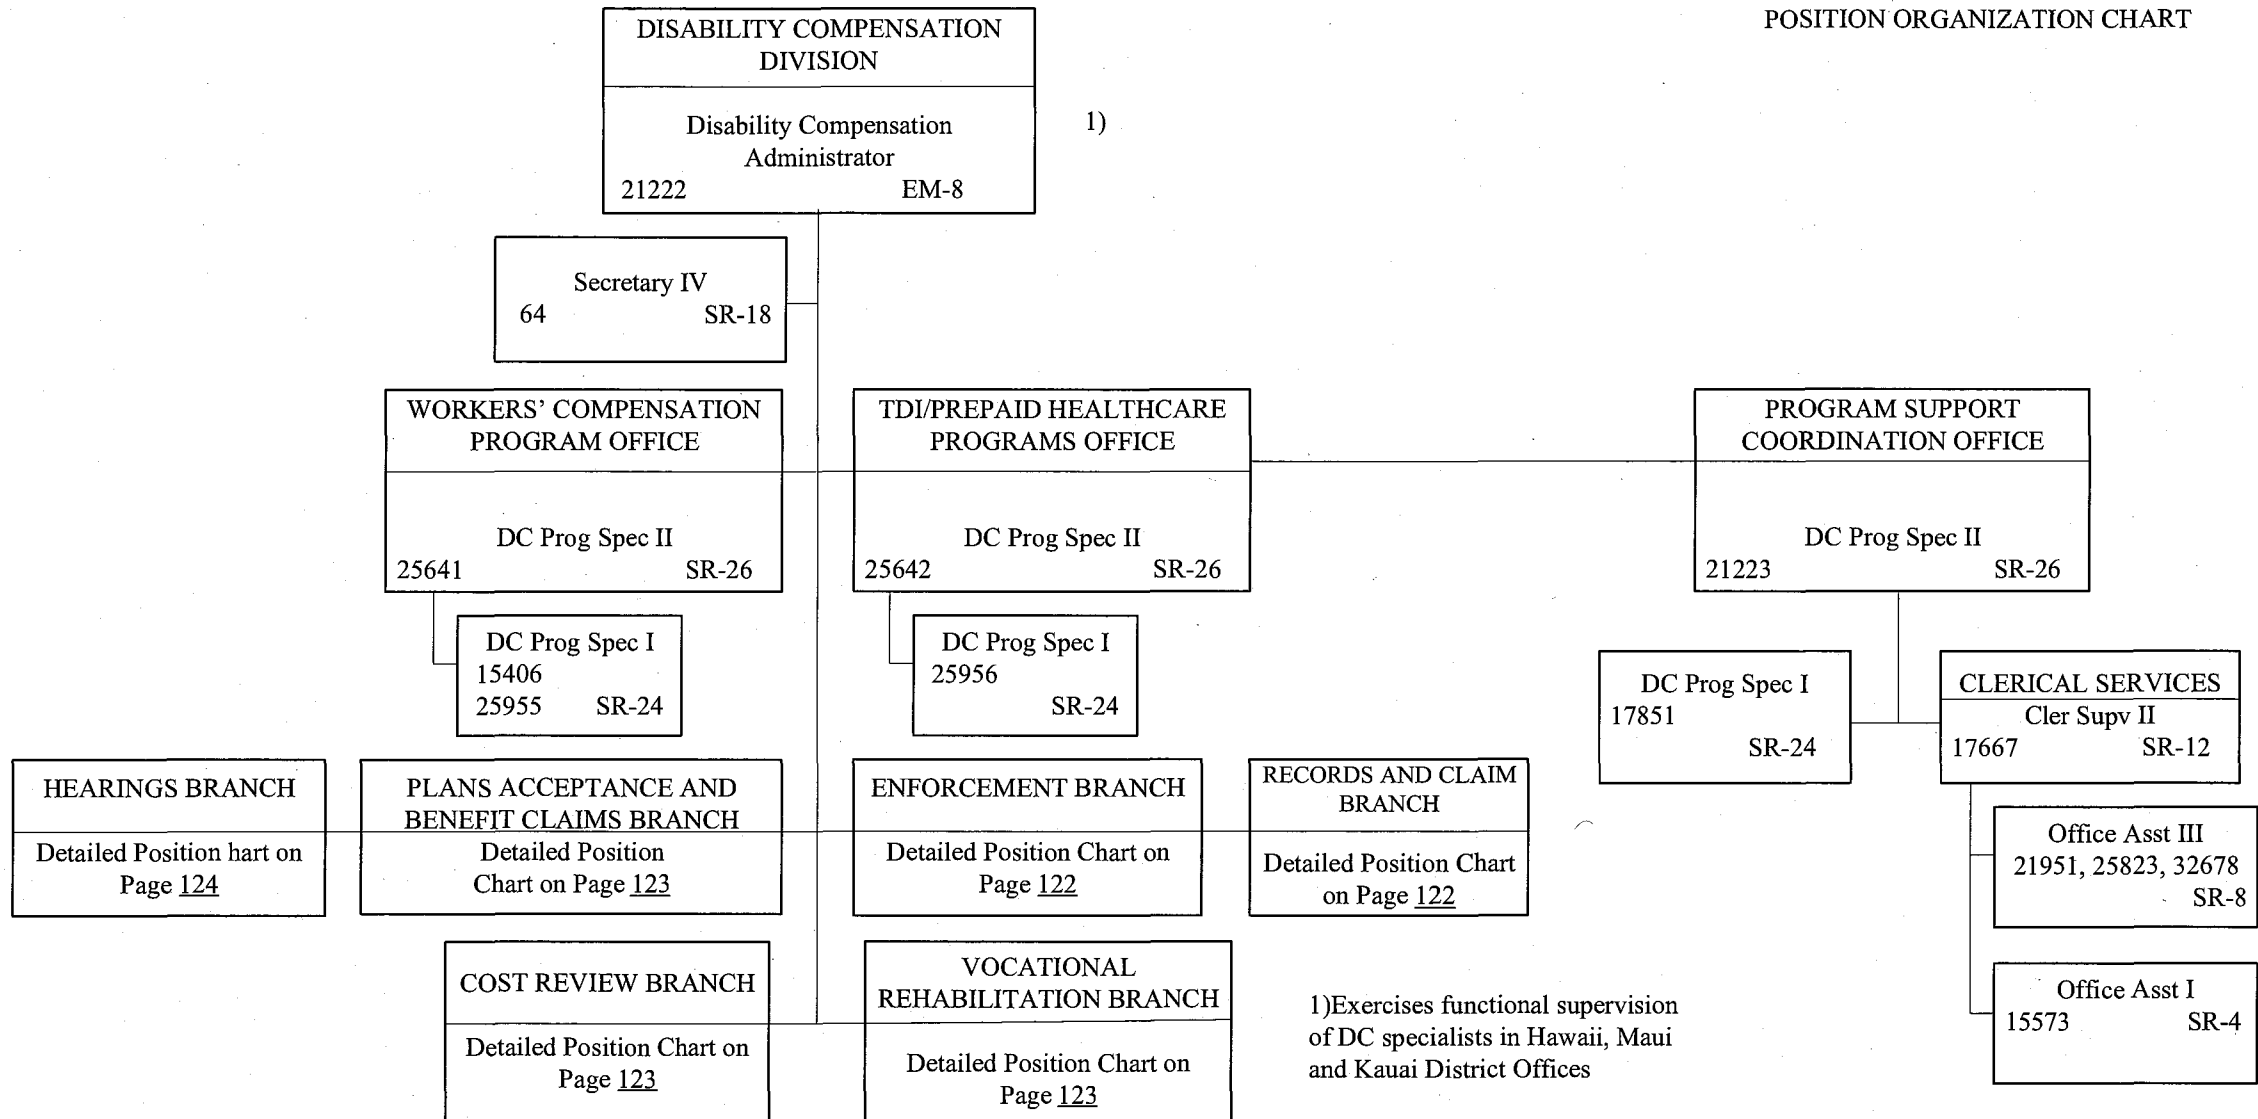 POSITION ORGANIZATION CHART
DISABILITY COMPENSATION
DIVISION
Disability Compensation
Administrator
21222 EM-8
1)
Secretary IV
64 SR-18
WORKERS' COMPENSATION
PROGRAM OFFICE
DC Prog Spec II
25641 SR-26
TDI/PREPAID HEALTHCARE
PROGRAMS OFFICE
DC Prog Spec II
25642 SR-26
PROGRAM SUPPORT
COORDINATION OFFICE
DC Prog Spec II
21223 SR-26
DC Prog Spec I
15406
25955 SR-24
DC Prog Spec I
25956
SR-24
DC Prog Spec I
17851
SR-24
CLERICAL SERVICES
Cler Supv II
17667 SR-12
HEARINGS BRANCH
Detailed Position hart on
Page 124
PLANS ACCEPTANCE AND
BENEFIT CLAIMS BRANCH
Detailed Position
Chart on Page 123
ENFORCEMENT BRANCH
Detailed Position Chart on
Page 122
RECORDS AND CLAIM
BRANCH
Detailed Position Chart
on Page 122
Office Asst III
21951, 25823, 32678
SR-8
COST REVIEW BRANCH
Detailed Position Chart on
Page 123
VOCATIONAL
REHABILITATION BRANCH
Detailed Position Chart on
Page 123
1)Exercises functional supervision
of DC specialists in Hawaii, Maui
and Kauai District Offices
Office Asst I
15573 SR-4